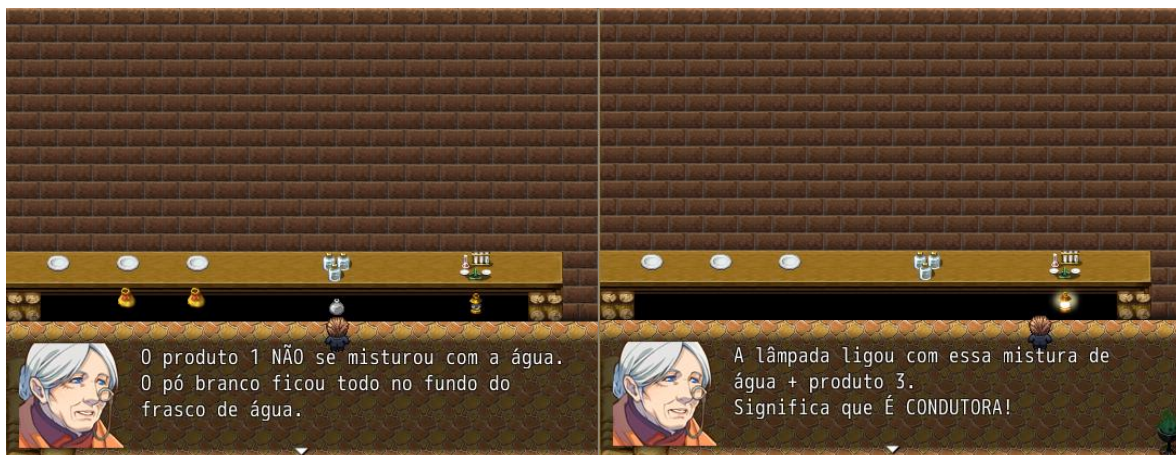 O produto 1 NÃO se misturou com a água.
O pó branco ficou todo no fundo do
frasco de água.
A lâmpada ligou com essa mistura de
água + produto 3.
Significa que É CONDUTORA!